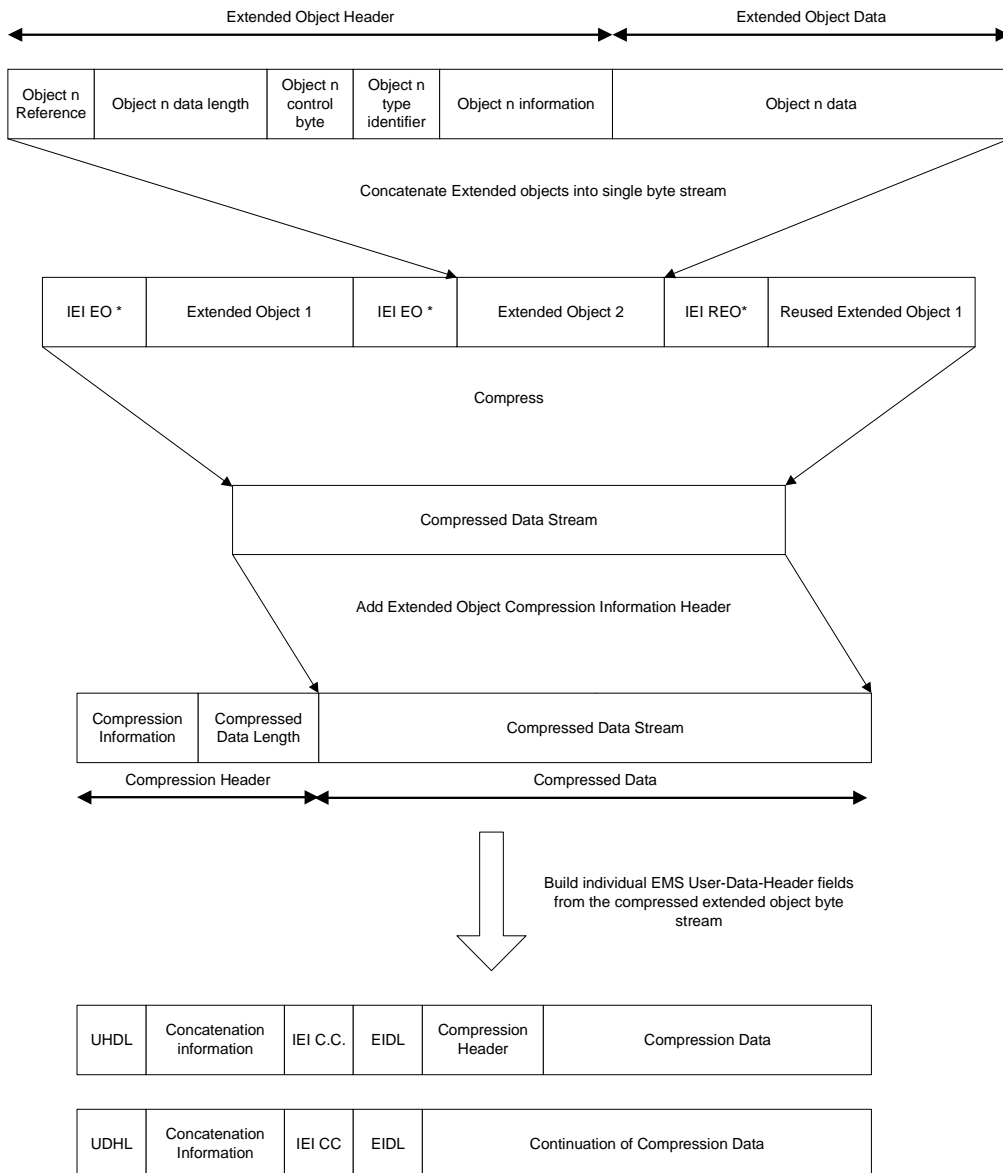 Extended Object Header
Extended Object Data
Object n Reference
Object n data length
Object n control byte
Object n type identifier
Object n information
Object n data
Concatenate Extended objects into single byte stream
IEI EO *
Extended Object 1
IEI EO *
Extended Object 2
IEI REO*
Reused Extended Object 1
Compress
Compressed Data Stream
Add Extended Object Compression Information Header
Compression Information
Compressed Data Length
Compressed Data Stream
Compression Header
Compressed Data
Build individual EMS User-Data-Header fields
from the compressed extended object byte
stream
UHDL
Concatenation information
IEI C.C.
EIDL
Compression Header
Compression Data
UDHL
Concatenation Information
IEI CC
EIDL
Continuation of Compression Data